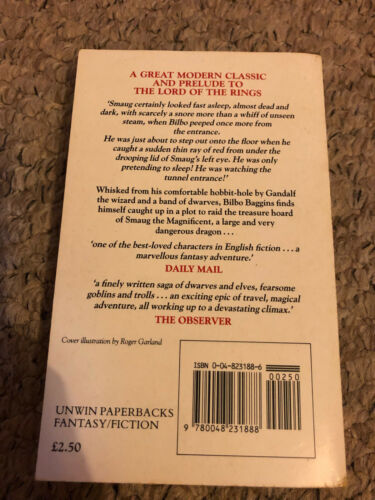 A GREAT MODERN CLASSIC
AND PRELUDE TO
THE LORD OF THE RINGS
‘Smaug certainly looked fast asleep, almost dead and
dark, with scarcely a snore more than a whiff of unseen
steam, when Bilbo peeped once more from
the entrance.
He was just about to step out onto the floor when he
caught a sudden thin ray of red from under the
drooping lid of Smaug’s left eye. He was only
pretending to sleep! He was watching the
tunnel entrance!’
Whisked from his comfortable hobbit-hole by Gandalf
the wizard and a band of dwarves, Bilbo Baggins finds
himself caught up in a plot to raid the treasure hoard
of Smaug the Magnificent, a large and very
dangerous dragon . . .
‘one of the best-loved characters in English fiction . . . a
marvellous fantasy adventure.’
DAILY MAIL
‘a finely written saga of dwarves and elves, fearsome
goblins and trolls . . . an exciting epic of travel, magical
adventure, all working up to a devastating climax.’
THE OBSERVER
Cover illustration by Roger Garland
ISBN 0-04-823188-6
00250
9 780048 231888
UNWIN PAPERBACKS
FANTASY/FICTION
£2.50